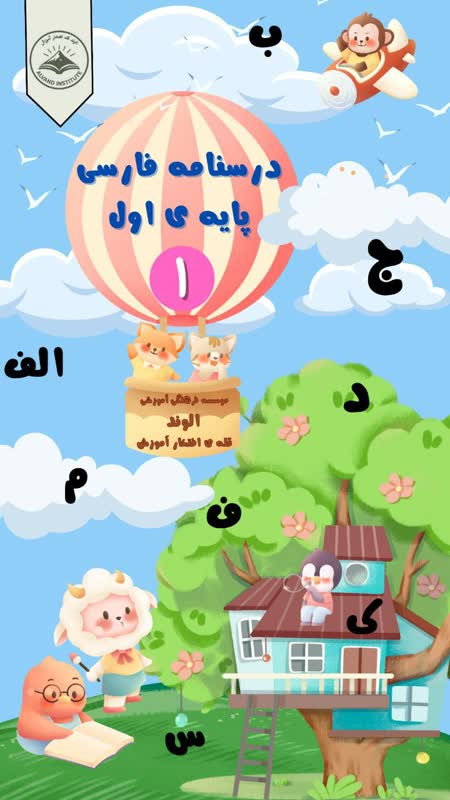 ALVAND INSTITUTE
ب
درسنامه فارسی
پایه ی اول
ج
۱
الف
موسسه فرهنگی آموزشی
الوند
قله ی افتخار آموزش
د
م
ف
ی
س